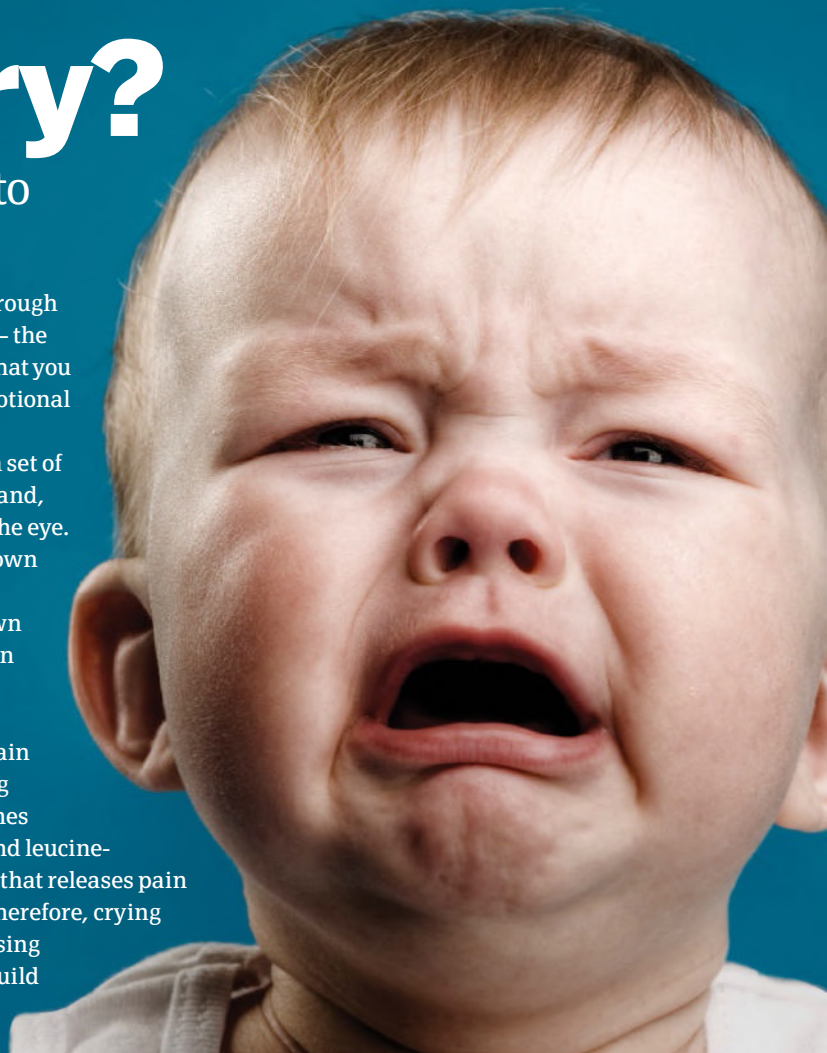 ry?
to
rough
– the
hat you
otional
set of
and,
he eye.
own
wn
n
ain
g
nes
nd leucine-
that releases pain
herefore, crying
sing
uild